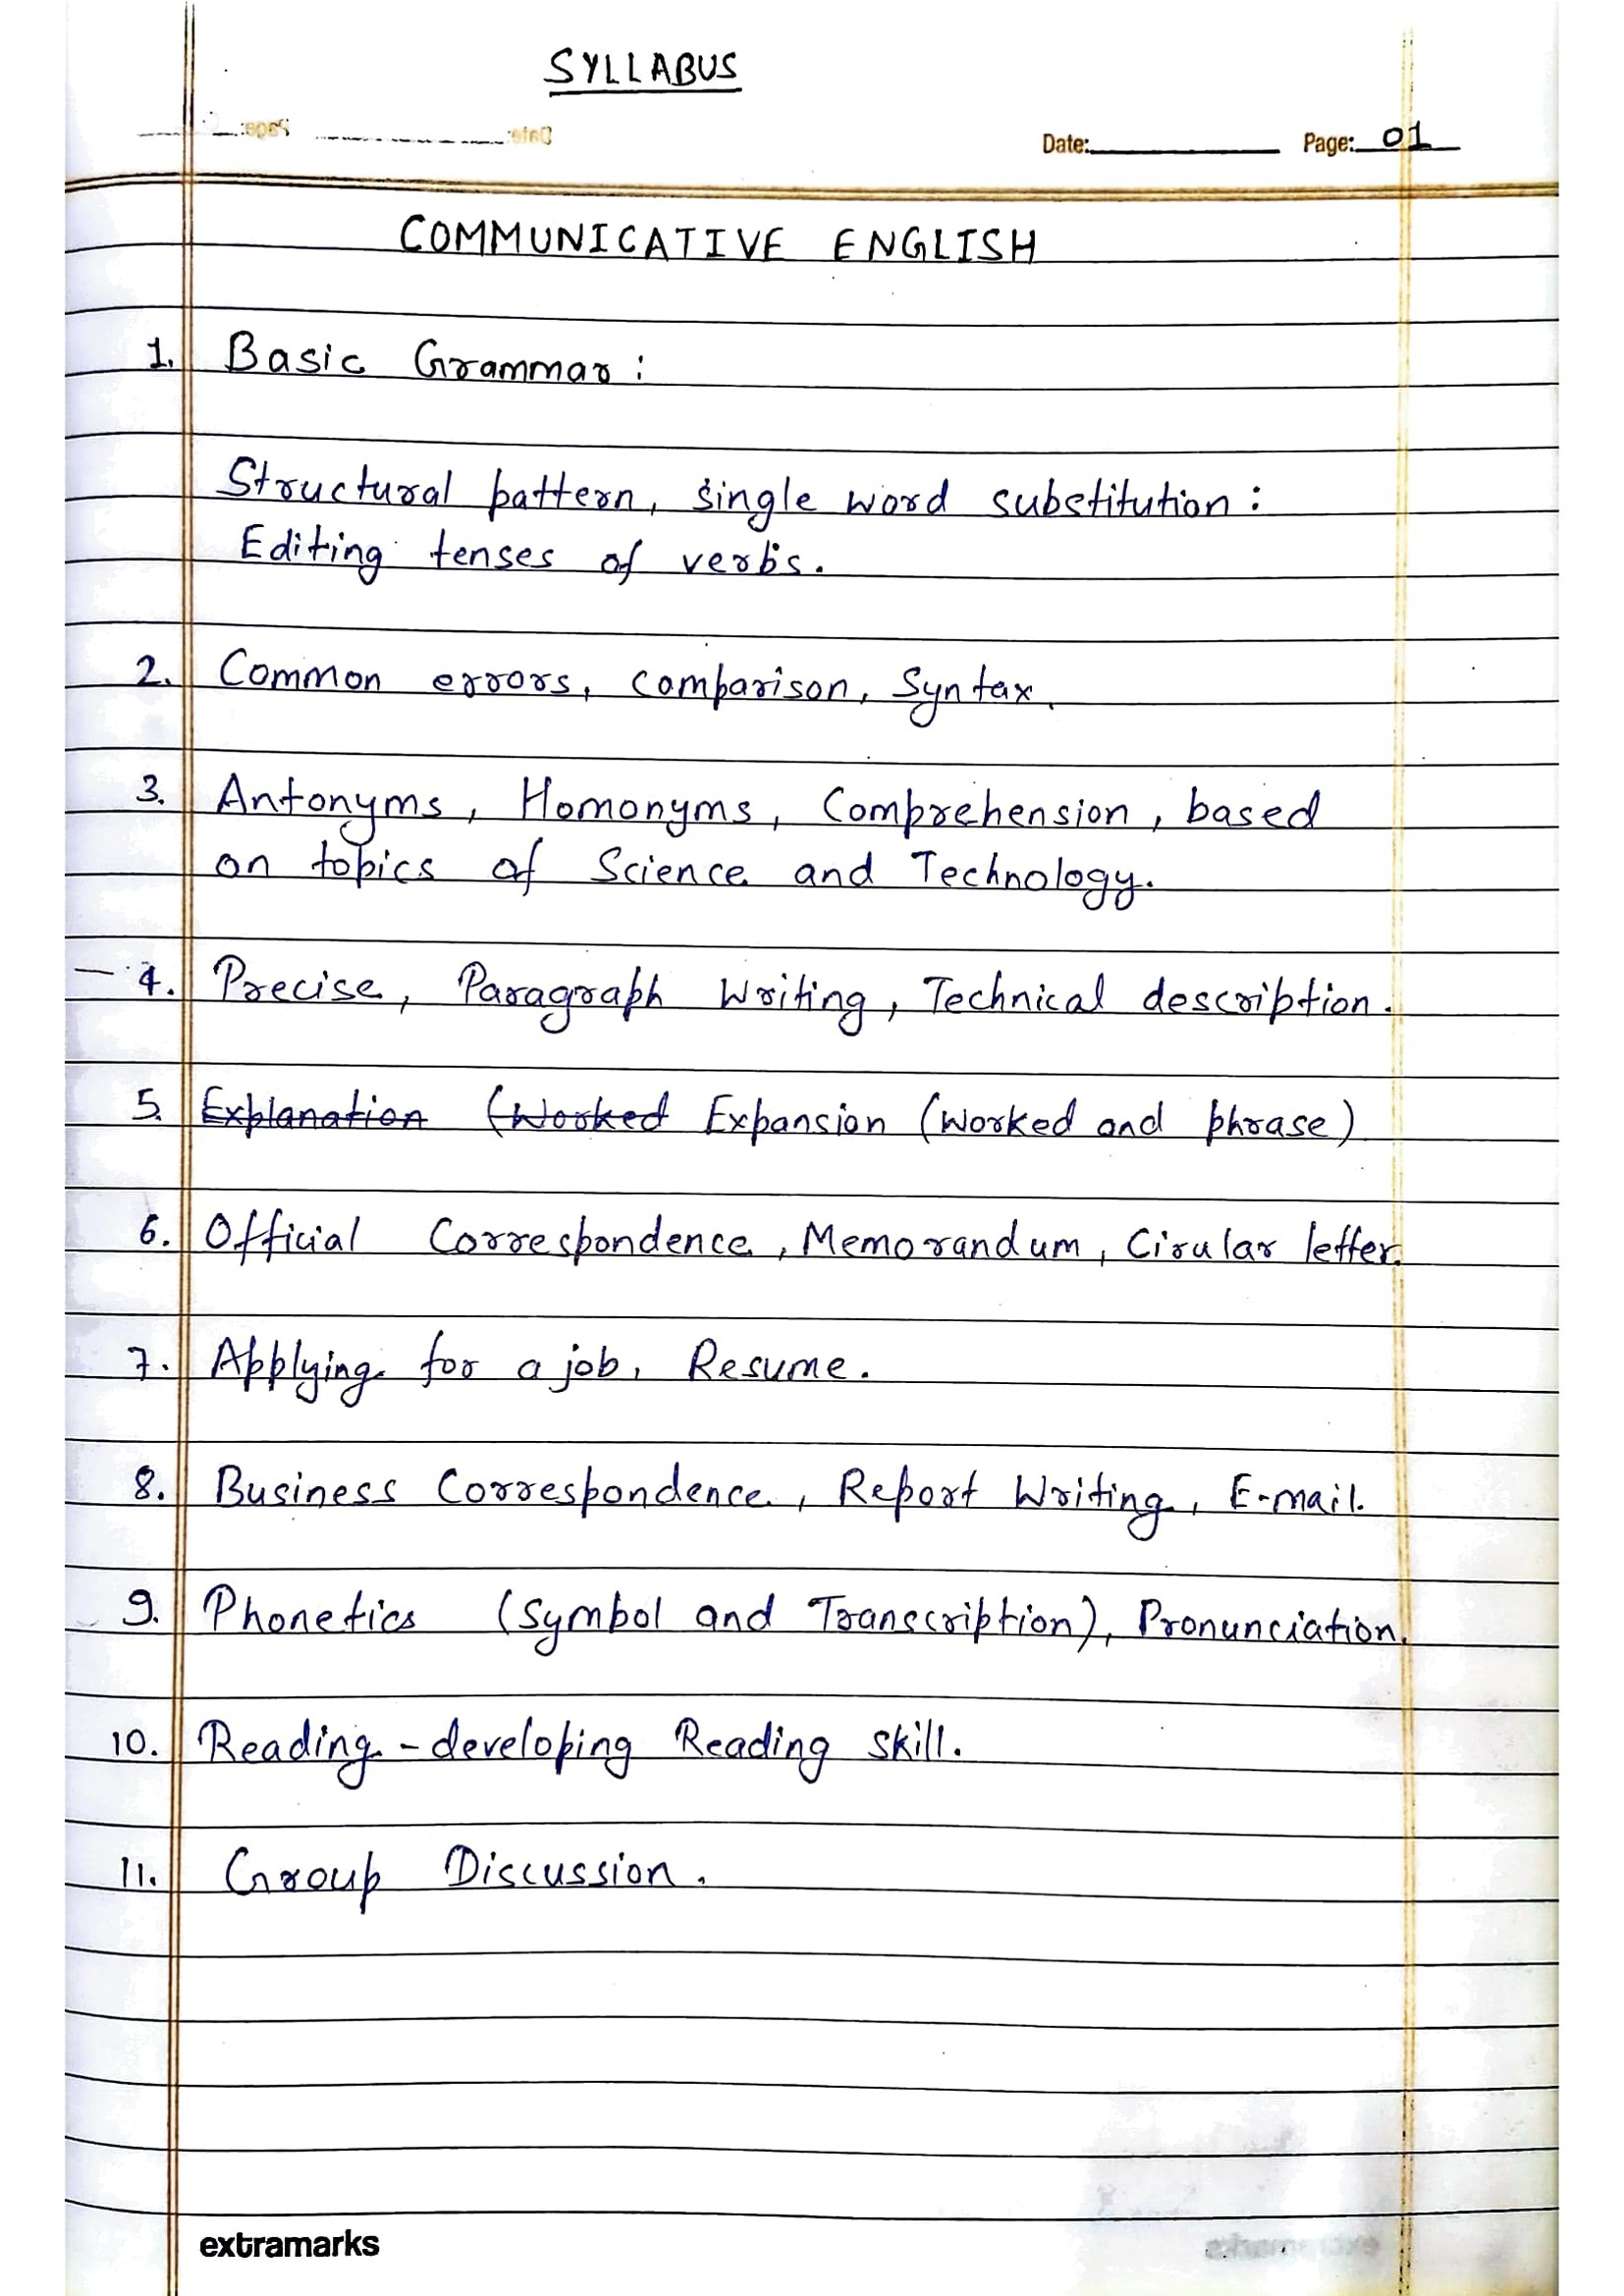 SYLLABUS
Date: Page: 01
COMMUNICATIVE ENGLISH
1. Basic Grammar :
Structural pattern, single word substitution :
Editing tenses of verbs.
2. Common errors, comparison, Syntax.
3. Antonyms, Homonyms, Comprehension, based
on topics of Science and Technology.
4. Precise, Paragraph Writing, Technical description.
5. Explanation (Worked Expansion (Worked and phrase)
6. Official Correspondence, Memorandum, Cirular letter.
7. Applying for a job, Resume.
8. Business Correspondence, Report Writing, E-mail.
9. Phonetics (Symbol and Transcription), Pronunciation.
10. Reading - developing Reading skill.
11. Group Discussion.
extramarks